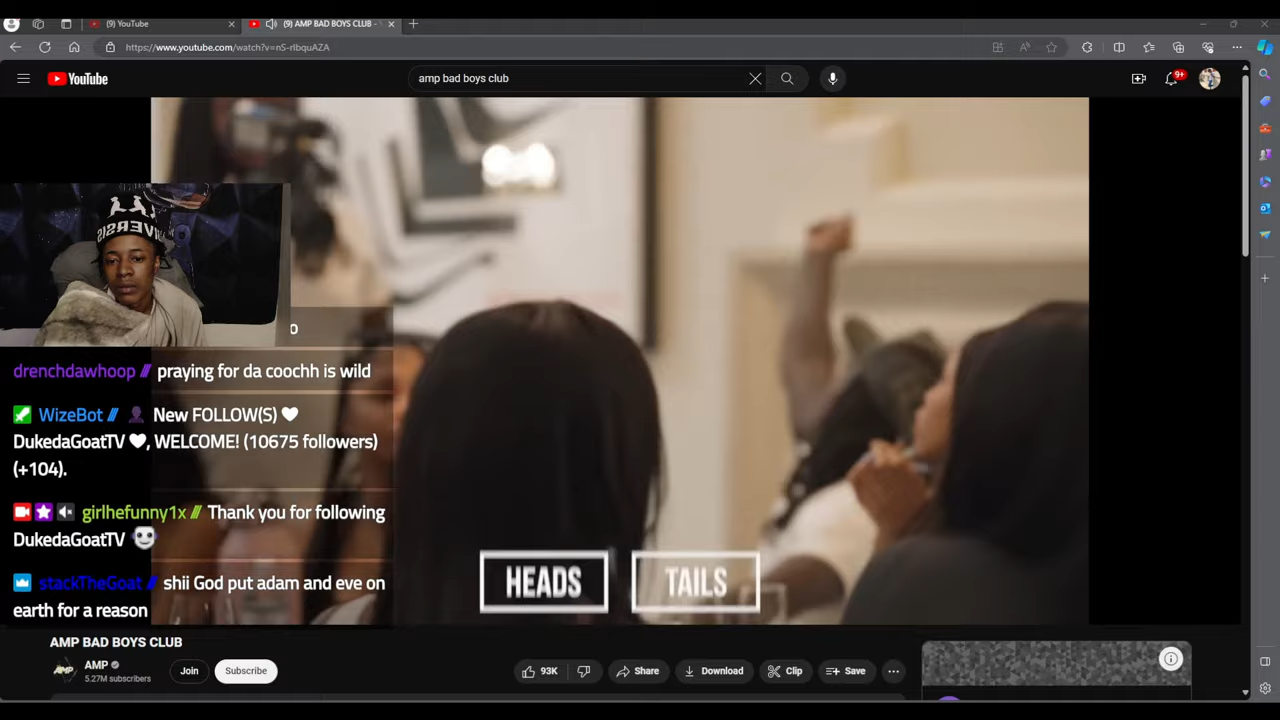 (9) YouTube
(9) AMP BAD BOYS CLUB -
https://www.youtube.com/watch?v=nS-rIbquAZA
YouTube
amp bad boys club
9+
VERSIS
o
drenchdawhoop /// praying for da coochh is wild
WizeBot /// New FOLLOW(S)
DukedaGoatTV , WELCOME! (10675 followers)
(+104).
girlhefunny1x /// Thank you for following
DukedaGoatTV
stackTheGoat /// shii God put adam and eve on
earth for a reason
HEADS
TAILS
AMP BAD BOYS CLUB
AMP
5.27M subscribers
Join
Subscribe
93K
Share
Download
Clip
Save